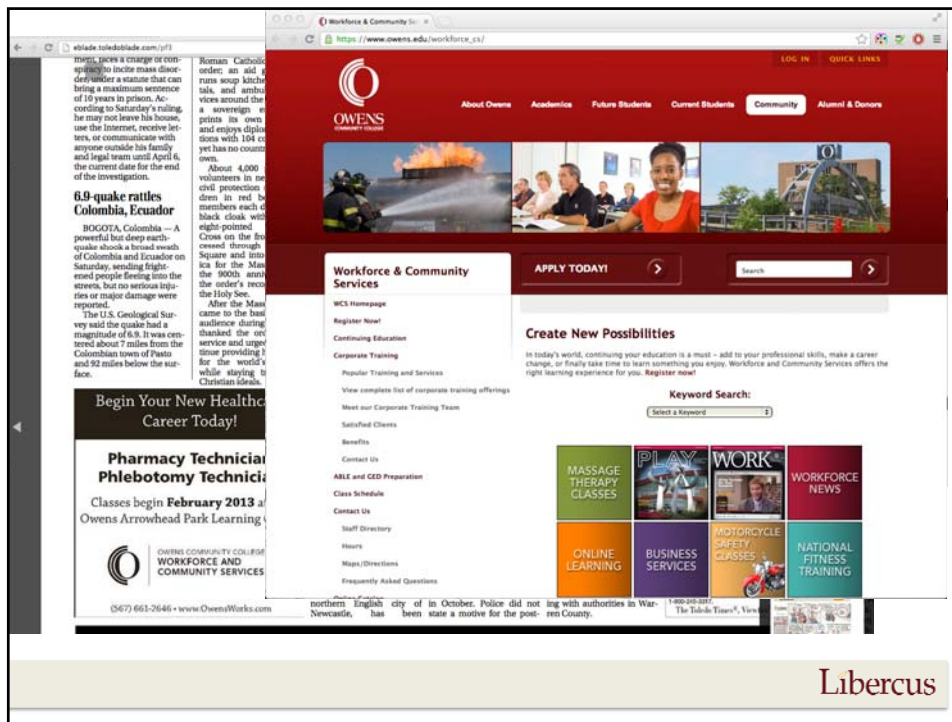 eblade.toledoblade.com/pf3
ment, faces a charge of con-
spiracy to incite mass disor-
der, under a statute that can
bring a maximum sentence
of 10 years in prison. Ac-
cording to Saturday's ruling,
he may not leave his house,
use the Internet, receive let-
ters, or communicate with
anyone outside his family
and legal team until April 6,
the current date for the end
of the investigation.
6.9-quake rattles
Colombia, Ecuador
BOGOTA, Colombia — A
powerful but deep earth-
quake shook a broad swath
of Colombia and Ecuador on
Saturday, sending fright-
ened people fleeing into the
streets, but no serious inju-
ries or major damage were
reported.
The U.S. Geological Sur-
vey said the quake had a
magnitude of 6.9. It was cen-
tered about 7 miles from the
Colombian town of Pasto
and 92 miles below the sur-
face.
Roman Catholic
order; an aid
runs soup kitche
tals, and ambu
vices around the
a sovereign
prints its own
and enjoys diplo
tions with 104 co
yet has no countr
own.
About 4,000
volunteers in ne
civil protection
dren in red be
members each d
black cloak with
eight-pointed
Cross on the fro
cessed through
Square and into
ica for the Mas
the 900th anni
the order's reco
the Holy See.
After the Mass
came to the basi
audience during
thanked the ord
service and urge
tinue providing h
for the world's
while staying t
Christian ideals.
Begin Your New Healthc
Career Today!
Pharmacy Technician
Phlebotomy Technicia
Classes begin February 2013 a
Owens Arrowhead Park Learning
OWENS COMMUNITY COLLEGE
WORKFORCE AND
COMMUNITY SERVICES
(567) 661-2646 • www.OwensWorks.com
northern English city of
Newcastle, has been
in October. Police did not
state a motive for the post-
ing with authorities in War-
ren County.
1-800-245-3317.
The Toledo Times®, View
Workforce & Community Ser
https://www.owens.edu/workforce_cs/
LOG IN QUICK LINKS
OWENS
COMMUNITY COLLEGE
About Owens Academics Future Students Current Students Community Alumni & Donors
Workforce & Community
Services
WCS Homepage
Register Now!
Continuing Education
Corporate Training
Popular Training and Services
View complete list of corporate training offerings
Meet our Corporate Training Team
Satisfied Clients
Benefits
Contact Us
ABLE and GED Preparation
Class Schedule
Contact Us
Staff Directory
Hours
Maps/Directions
Frequently Asked Questions
Online Catalog
APPLY TODAY!
Search
Create New Possibilities
In today's world, continuing your education is a must – add to your professional skills, make a career
change, or finally take time to learn something you enjoy. Workforce and Community Services offers the
right learning experience for you. Register now!
Keyword Search:
Select a Keyword
MASSAGE
THERAPY
CLASSES
PLAY
WORK
WORKFORCE
NEWS
ONLINE
LEARNING
BUSINESS
SERVICES
MOTORCYCLE
SAFETY
CLASSES
NATIONAL
FITNESS
TRAINING
Libercus